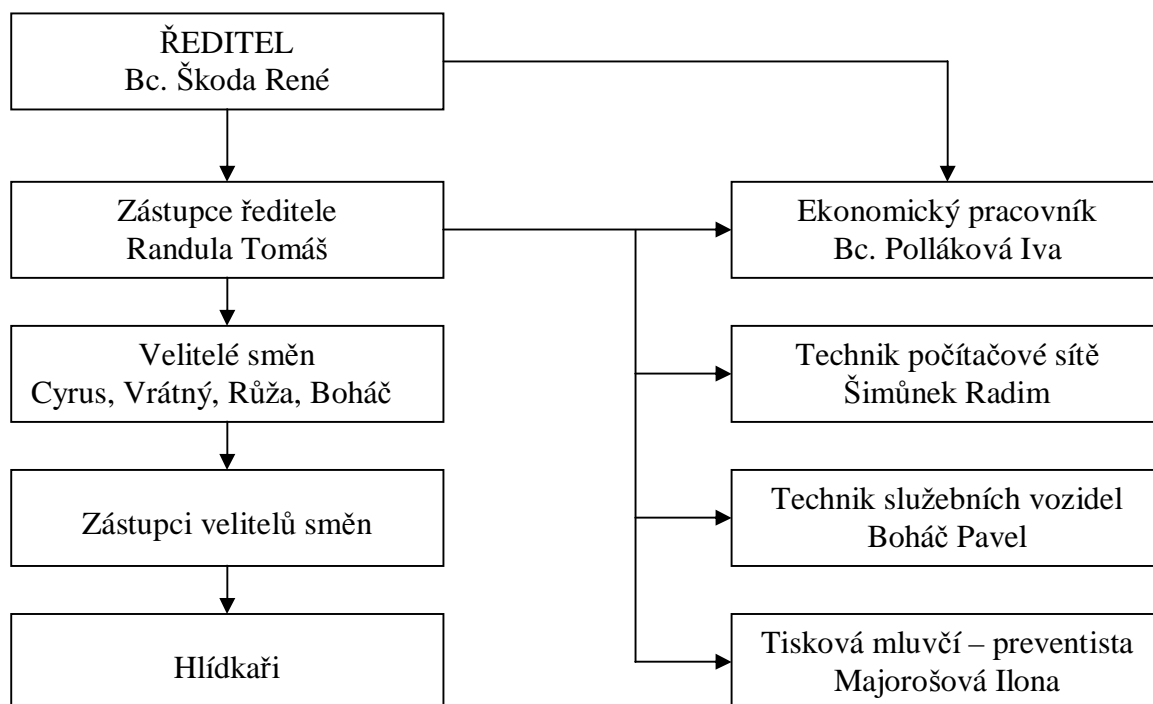 ŘEDITEL
Bc. Škoda René
Zástupce ředitele
Randula Tomáš
Ekonomický pracovník
Bc. Polláková Iva
Velitelé směn
Cyrus, Vrátný, Růža, Boháč
Technik počítačové sítě
Šimůnek Radim
Zástupci velitelů směn
Technik služebních vozidel
Boháč Pavel
Hlídkaři
Tisková mluvčí – preventista
Majorošová Ilona